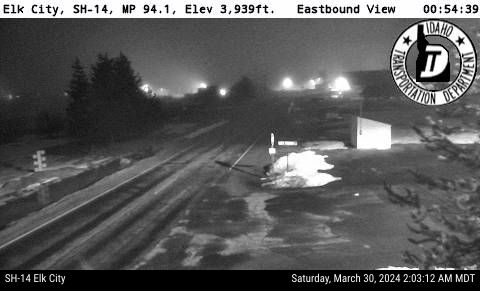 Elk City, SH-14, MP 94.1, Elev 3,939ft. Eastbound View 00:54:39
IDAHO
TRANSPORTATION DEPARTMENT
SH-14 Elk City Saturday, March 30, 2024 2:03:12 AM MDT